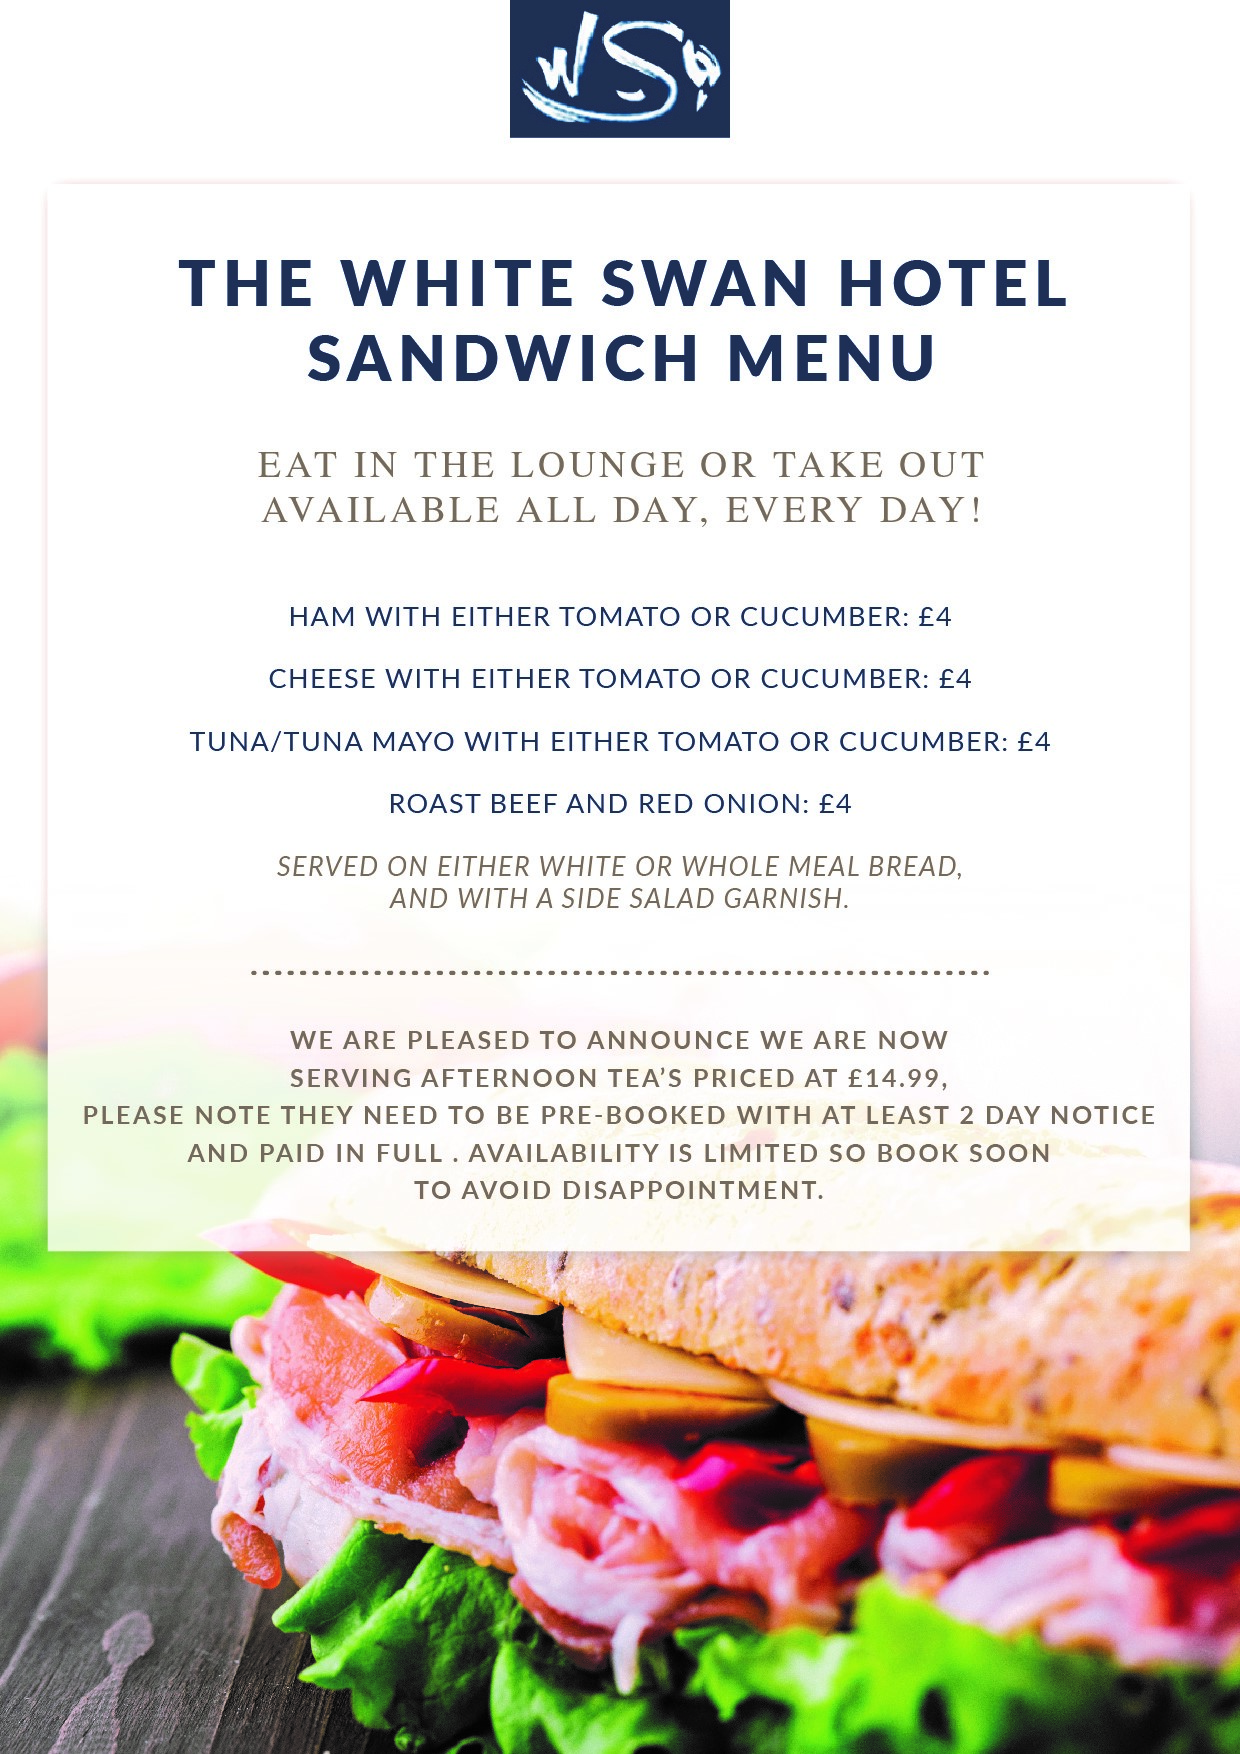 WSh
THE WHITE SWAN HOTEL
SANDWICH MENU
EAT IN THE LOUNGE OR TAKE OUT
AVAILABLE ALL DAY, EVERY DAY!
HAM WITH EITHER TOMATO OR CUCUMBER: £4
CHEESE WITH EITHER TOMATO OR CUCUMBER: £4
TUNA/TUNA MAYO WITH EITHER TOMATO OR CUCUMBER: £4
ROAST BEEF AND RED ONION: £4
SERVED ON EITHER WHITE OR WHOLE MEAL BREAD,
AND WITH A SIDE SALAD GARNISH.
WE ARE PLEASED TO ANNOUNCE WE ARE NOW
SERVING AFTERNOON TEA’S PRICED AT £14.99,
PLEASE NOTE THEY NEED TO BE PRE-BOOKED WITH AT LEAST 2 DAY NOTICE
AND PAID IN FULL . AVAILABILITY IS LIMITED SO BOOK SOON
TO AVOID DISAPPOINTMENT.